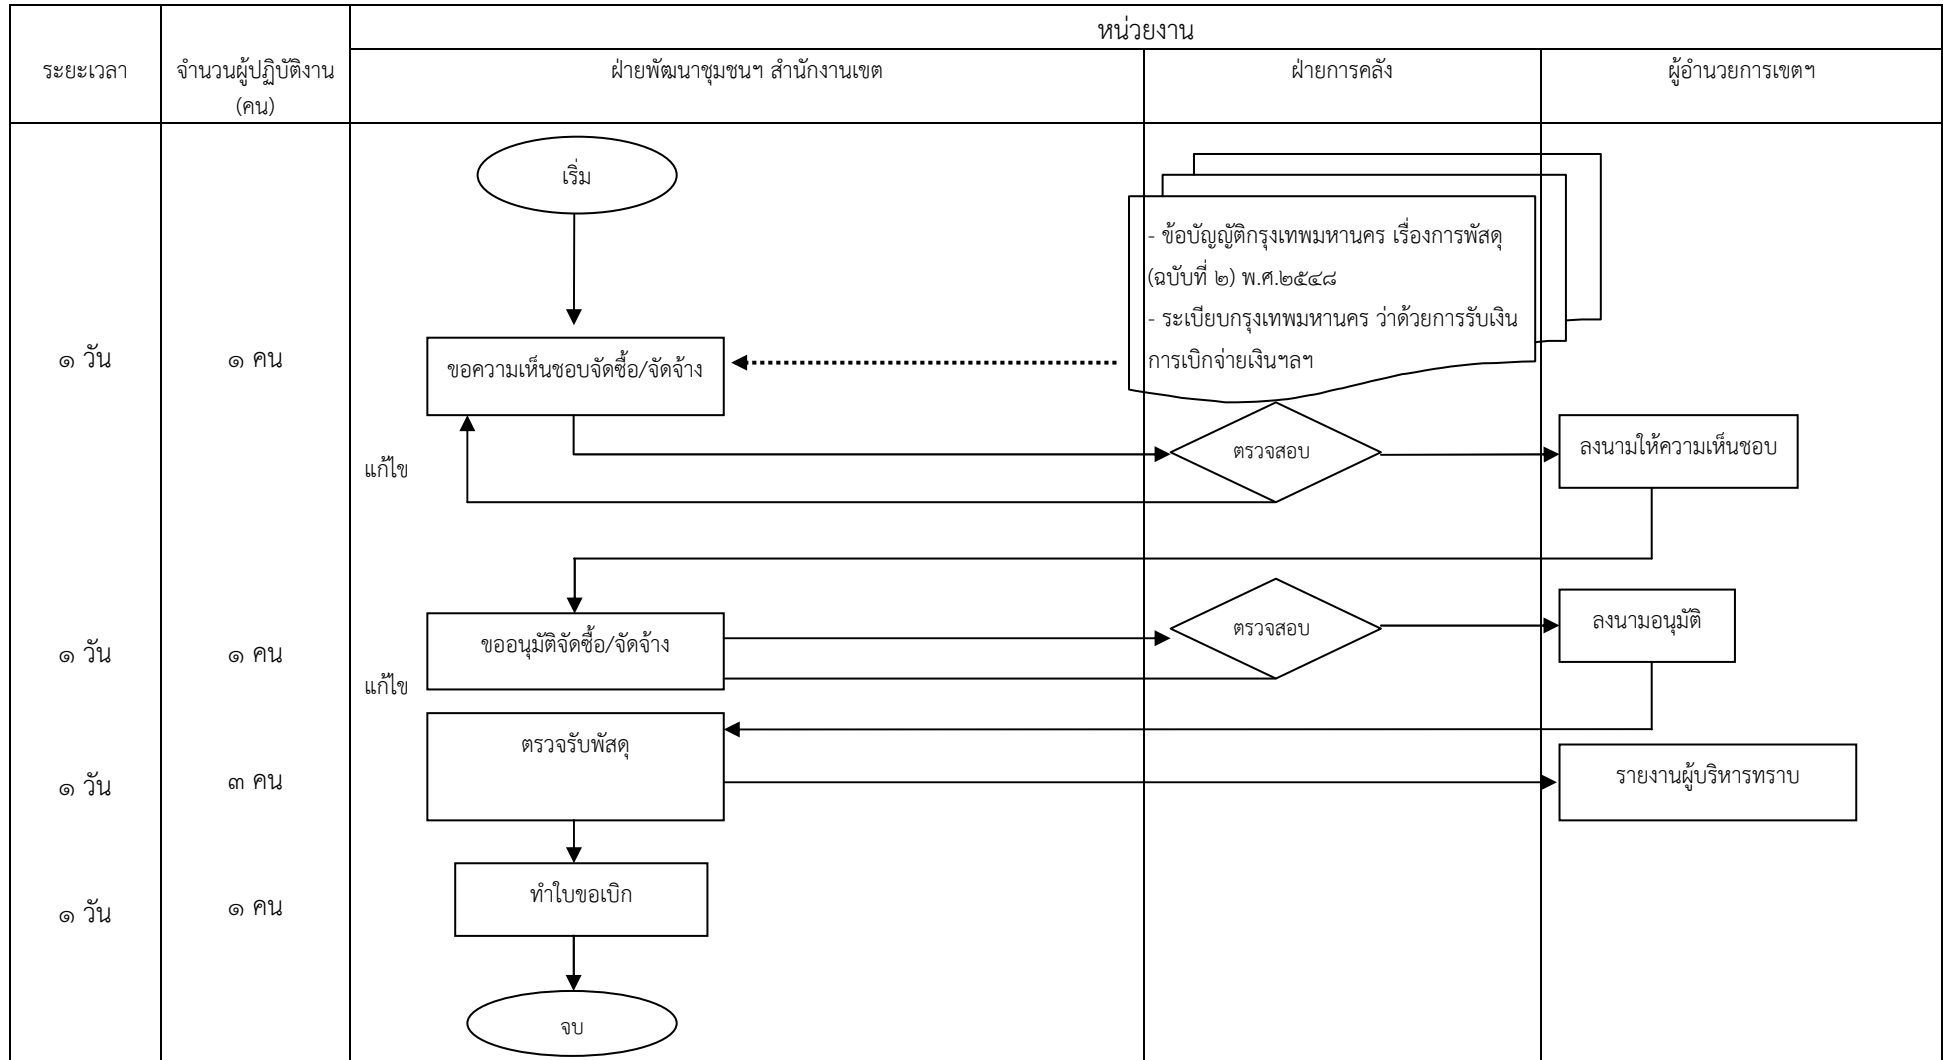 หน่วยงาน
ระยะเวลา
จำนวนผู้ปฏิบัติงาน
(คน)
ฝ่ายพัฒนาชุมชนฯ สำนักงานเขต
ฝ่ายการคลัง
ผู้อำนวยการเขตฯ
เริ่ม
- ข้อบัญญัติกรุงเทพมหานคร เรื่องการพัสดุ
(ฉบับที่ ๒) พ.ศ.๒๕๔๘
- ระเบียบกรุงเทพมหานคร ว่าด้วยการรับเงิน
การเบิกจ่ายเงินฯลฯ
๑ วัน
๑ คน
ขอความเห็นชอบจัดซื้อ/จัดจ้าง
แก้ไข
ตรวจสอบ
ลงนามให้ความเห็นชอบ
๑ วัน
๑ คน
ขออนุมัติจัดซื้อ/จัดจ้าง
ตรวจสอบ
ลงนามอนุมัติ
แก้ไข
ตรวจรับพัสดุ
๑ วัน
๓ คน
รายงานผู้บริหารทราบ
๑ วัน
๑ คน
ทำใบขอเบิก
จบ